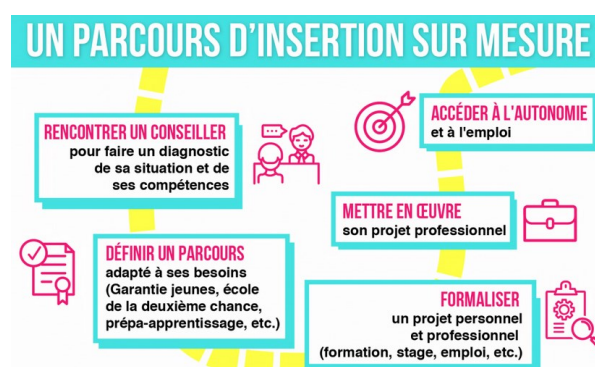 UN PARCOURS D'INSERTION SUR MESURE
RENCONTRER UN CONSEILLER
pour faire un diagnostic
de sa situation et de
ses compétences
DÉFINIR UN PARCOURS
adapté à ses besoins
(Garantie jeunes, école
de la deuxième chance,
prépa-apprentissage, etc.)
FORMALISER
un projet personnel
et professionnel
(formation, stage, emploi, etc.)
METTRE EN ŒUVRE
son projet professionnel
ACCÉDER À L'AUTONOMIE
et à l'emploi